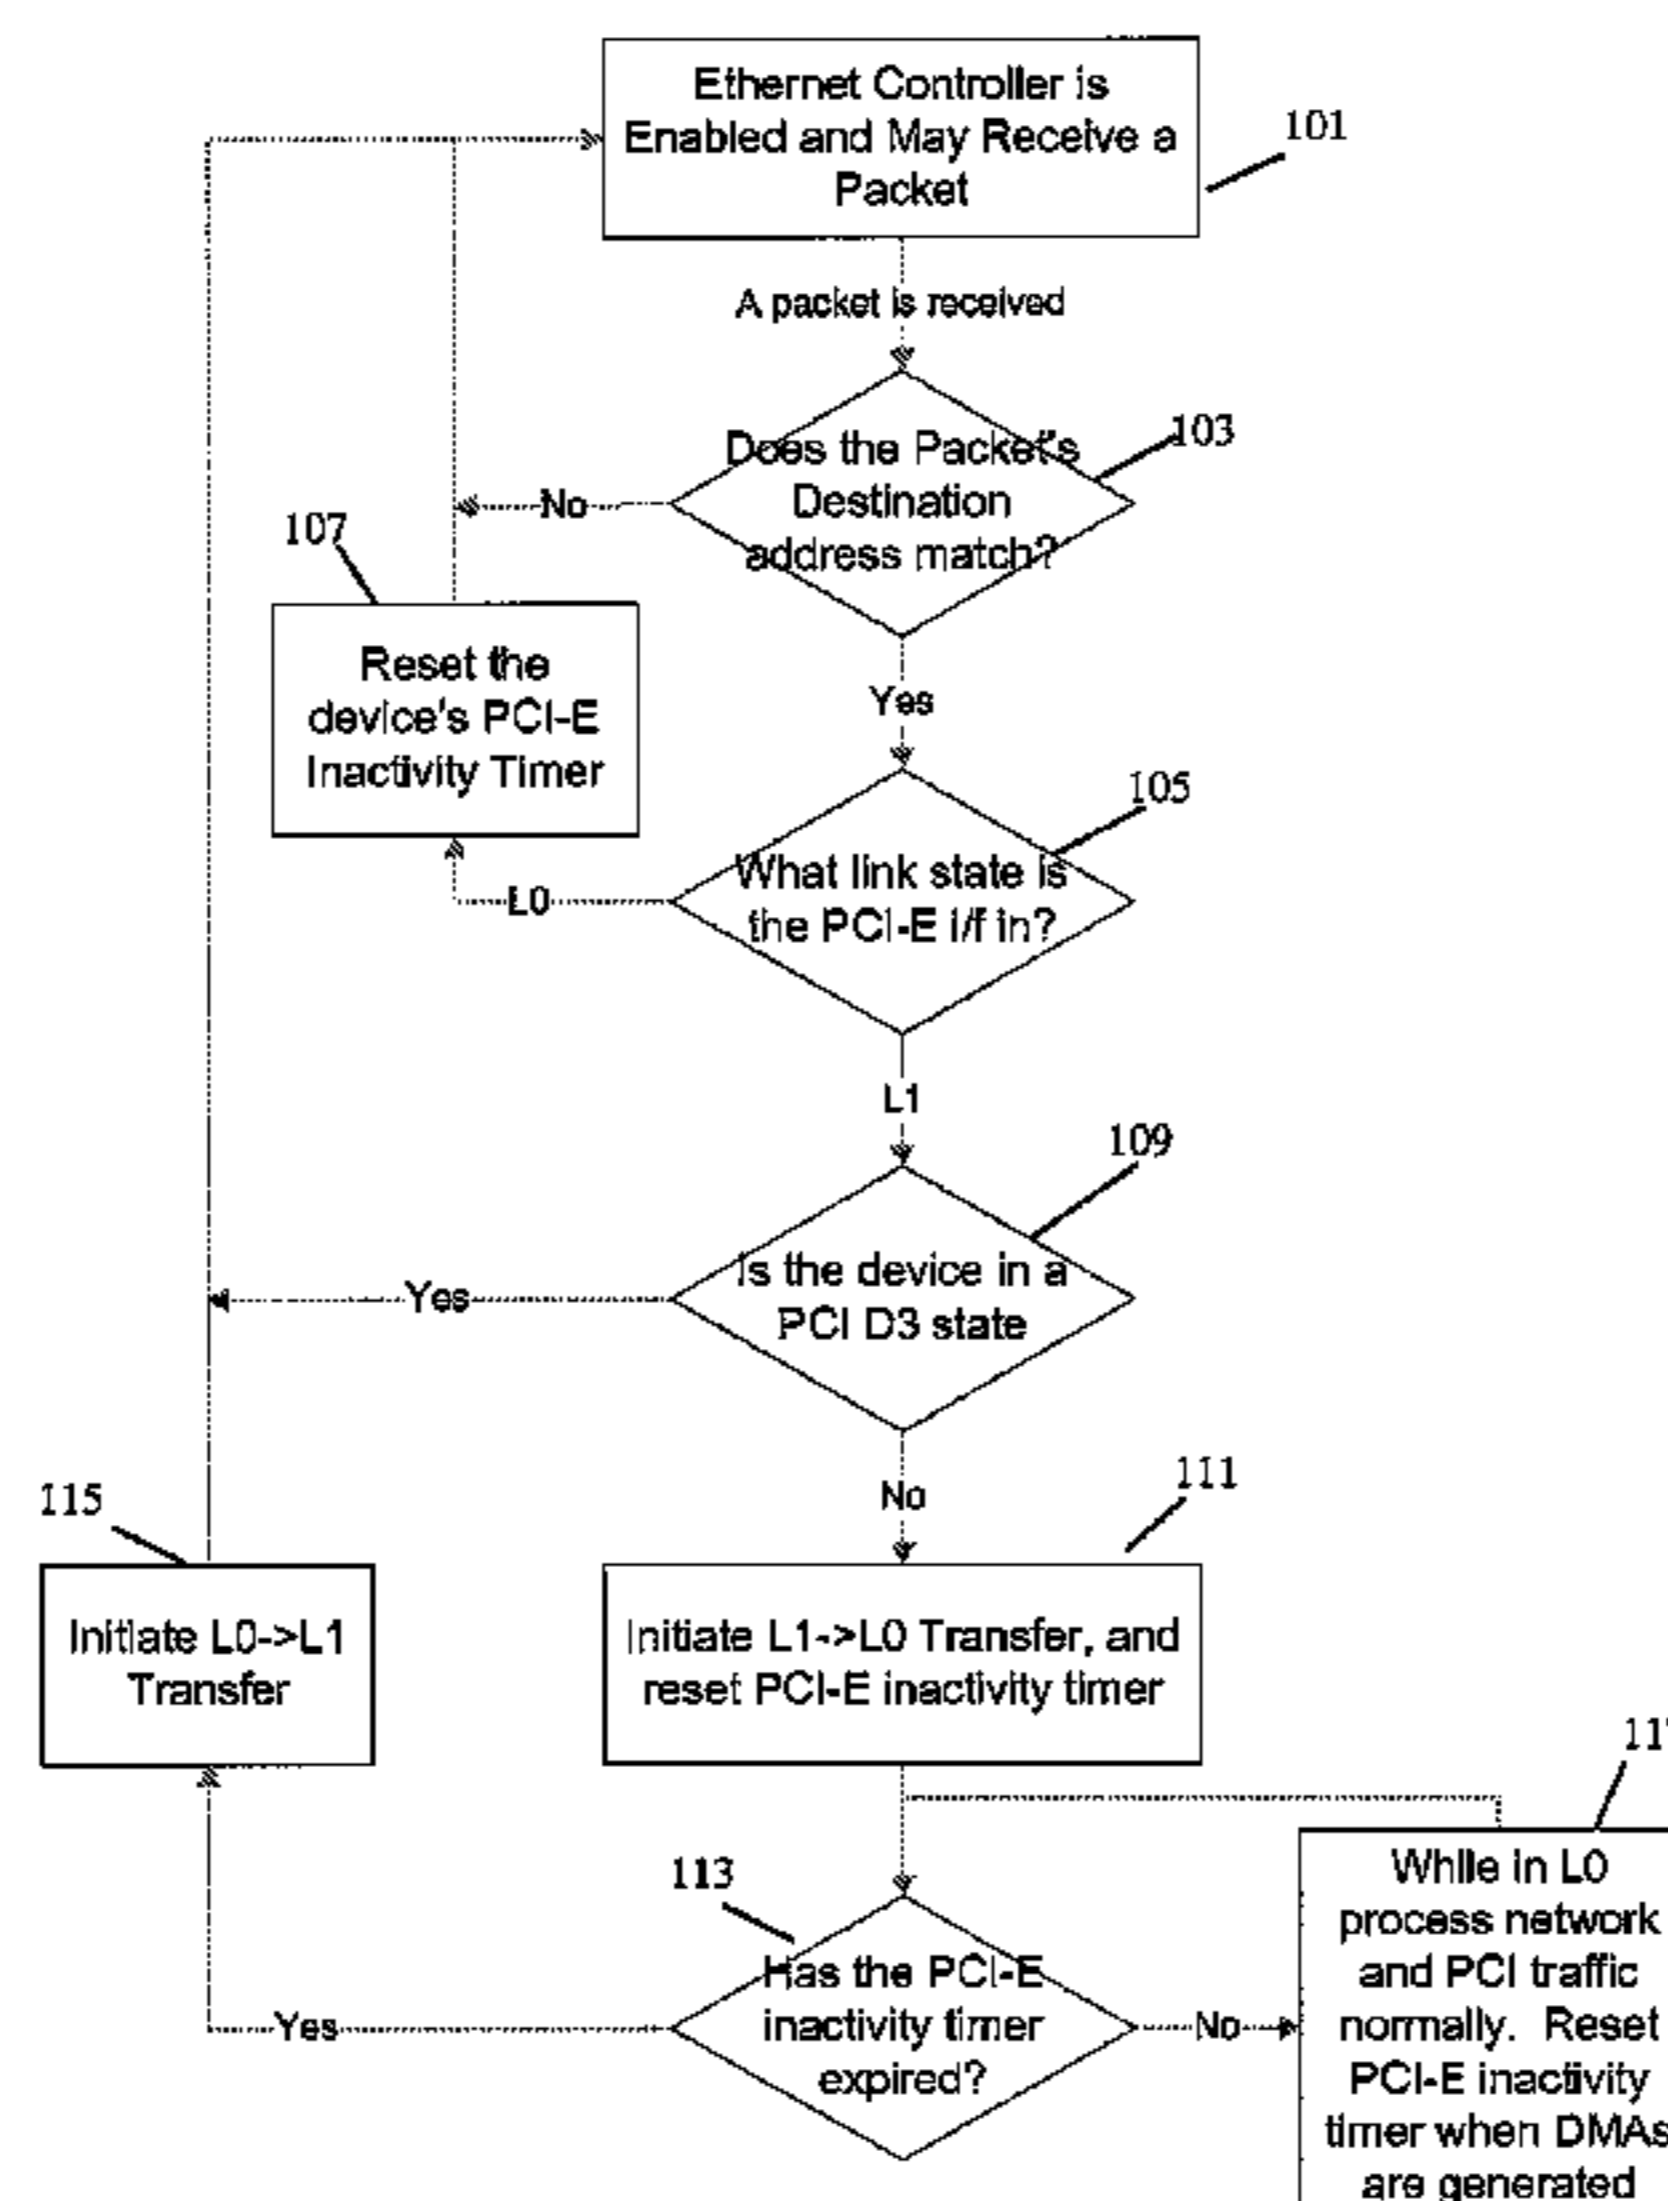 Ethernet Controller is
Enabled and May Receive a
Packet
101
A packet is received
Does the Packet's
Destination
address match?
103
No
107
Reset the
device's PCI-E
Inactivity Timer
Yes
105
What link state is
the PCI-E i/f in?
L0
L1
109
Is the device in a
PCI D3 state
Yes
No
111
115
Initiate L0->L1
Transfer
Initiate L1->L0 Transfer, and
reset PCI-E inactivity timer
113
Has the PCI-E
inactivity timer
expired?
Yes
No
While in L0
process network
and PCI traffic
normally. Reset
PCI-E inactivity
timer when DMAs
are generated